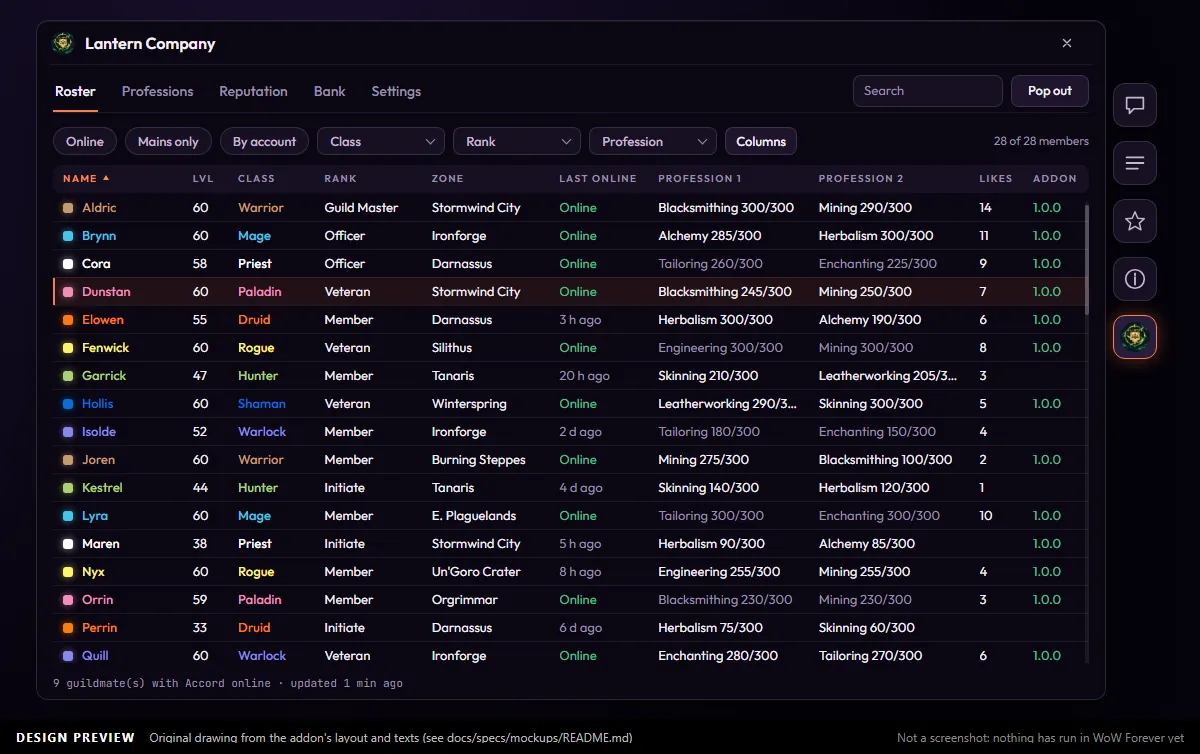 Lantern Company ×
Roster Professions Reputation Bank Settings Search Pop out
Online Mains only By account Class Rank Profession Columns 28 of 28 members
NAME LVL CLASS RANK ZONE LAST ONLINE PROFESSION 1 PROFESSION 2 LIKES ADDON
Aldric 60 Warrior Guild Master Stormwind City Online Blacksmithing 300/300 Mining 290/300 14 1.0.0
Brynn 60 Mage Officer Ironforge Online Alchemy 285/300 Herbalism 300/300 11 1.0.0
Cora 58 Priest Officer Darnassus Online Tailoring 260/300 Enchanting 225/300 9 1.0.0
Dunstan 60 Paladin Veteran Stormwind City Online Blacksmithing 245/300 Mining 250/300 7 1.0.0
Elowen 55 Druid Member Darnassus 3 h ago Herbalism 300/300 Alchemy 190/300 6 1.0.0
Fenwick 60 Rogue Veteran Silithus Online Engineering 300/300 Mining 300/300 8 1.0.0
Garrick 47 Hunter Member Tanaris 20 h ago Skinning 210/300 Leatherworking 205/3... 3
Hollis 60 Shaman Veteran Winterspring Online Leatherworking 290/3... Skinning 300/300 5 1.0.0
Isolde 52 Warlock Member Ironforge 2 d ago Tailoring 180/300 Enchanting 150/300 4
Joren 60 Warrior Member Burning Steppes Online Mining 275/300 Blacksmithing 100/300 2 1.0.0
Kestrel 44 Hunter Initiate Tanaris 4 d ago Skinning 140/300 Herbalism 120/300 1
Lyra 60 Mage Member E. Plaguelands Online Tailoring 300/300 Enchanting 300/300 10 1.0.0
Maren 38 Priest Initiate Stormwind City 5 h ago Herbalism 90/300 Alchemy 85/300 1.0.0
Nyx 60 Rogue Member Un'Goro Crater 8 h ago Engineering 255/300 Mining 255/300 4 1.0.0
Orrin 59 Paladin Member Orgrimmar Online Blacksmithing 230/300 Mining 230/300 3 1.0.0
Perrin 33 Druid Initiate Darnassus 6 d ago Herbalism 75/300 Skinning 60/300
Quill 60 Warlock Veteran Ironforge Online Enchanting 280/300 Tailoring 270/300 6 1.0.0
9 guildmate(s) with Accord online · updated 1 min ago
DESIGN PREVIEW Original drawing from the addon's layout and texts (see docs/specs/mockups/README.md) Not a screenshot: nothing has run in WoW Forever yet